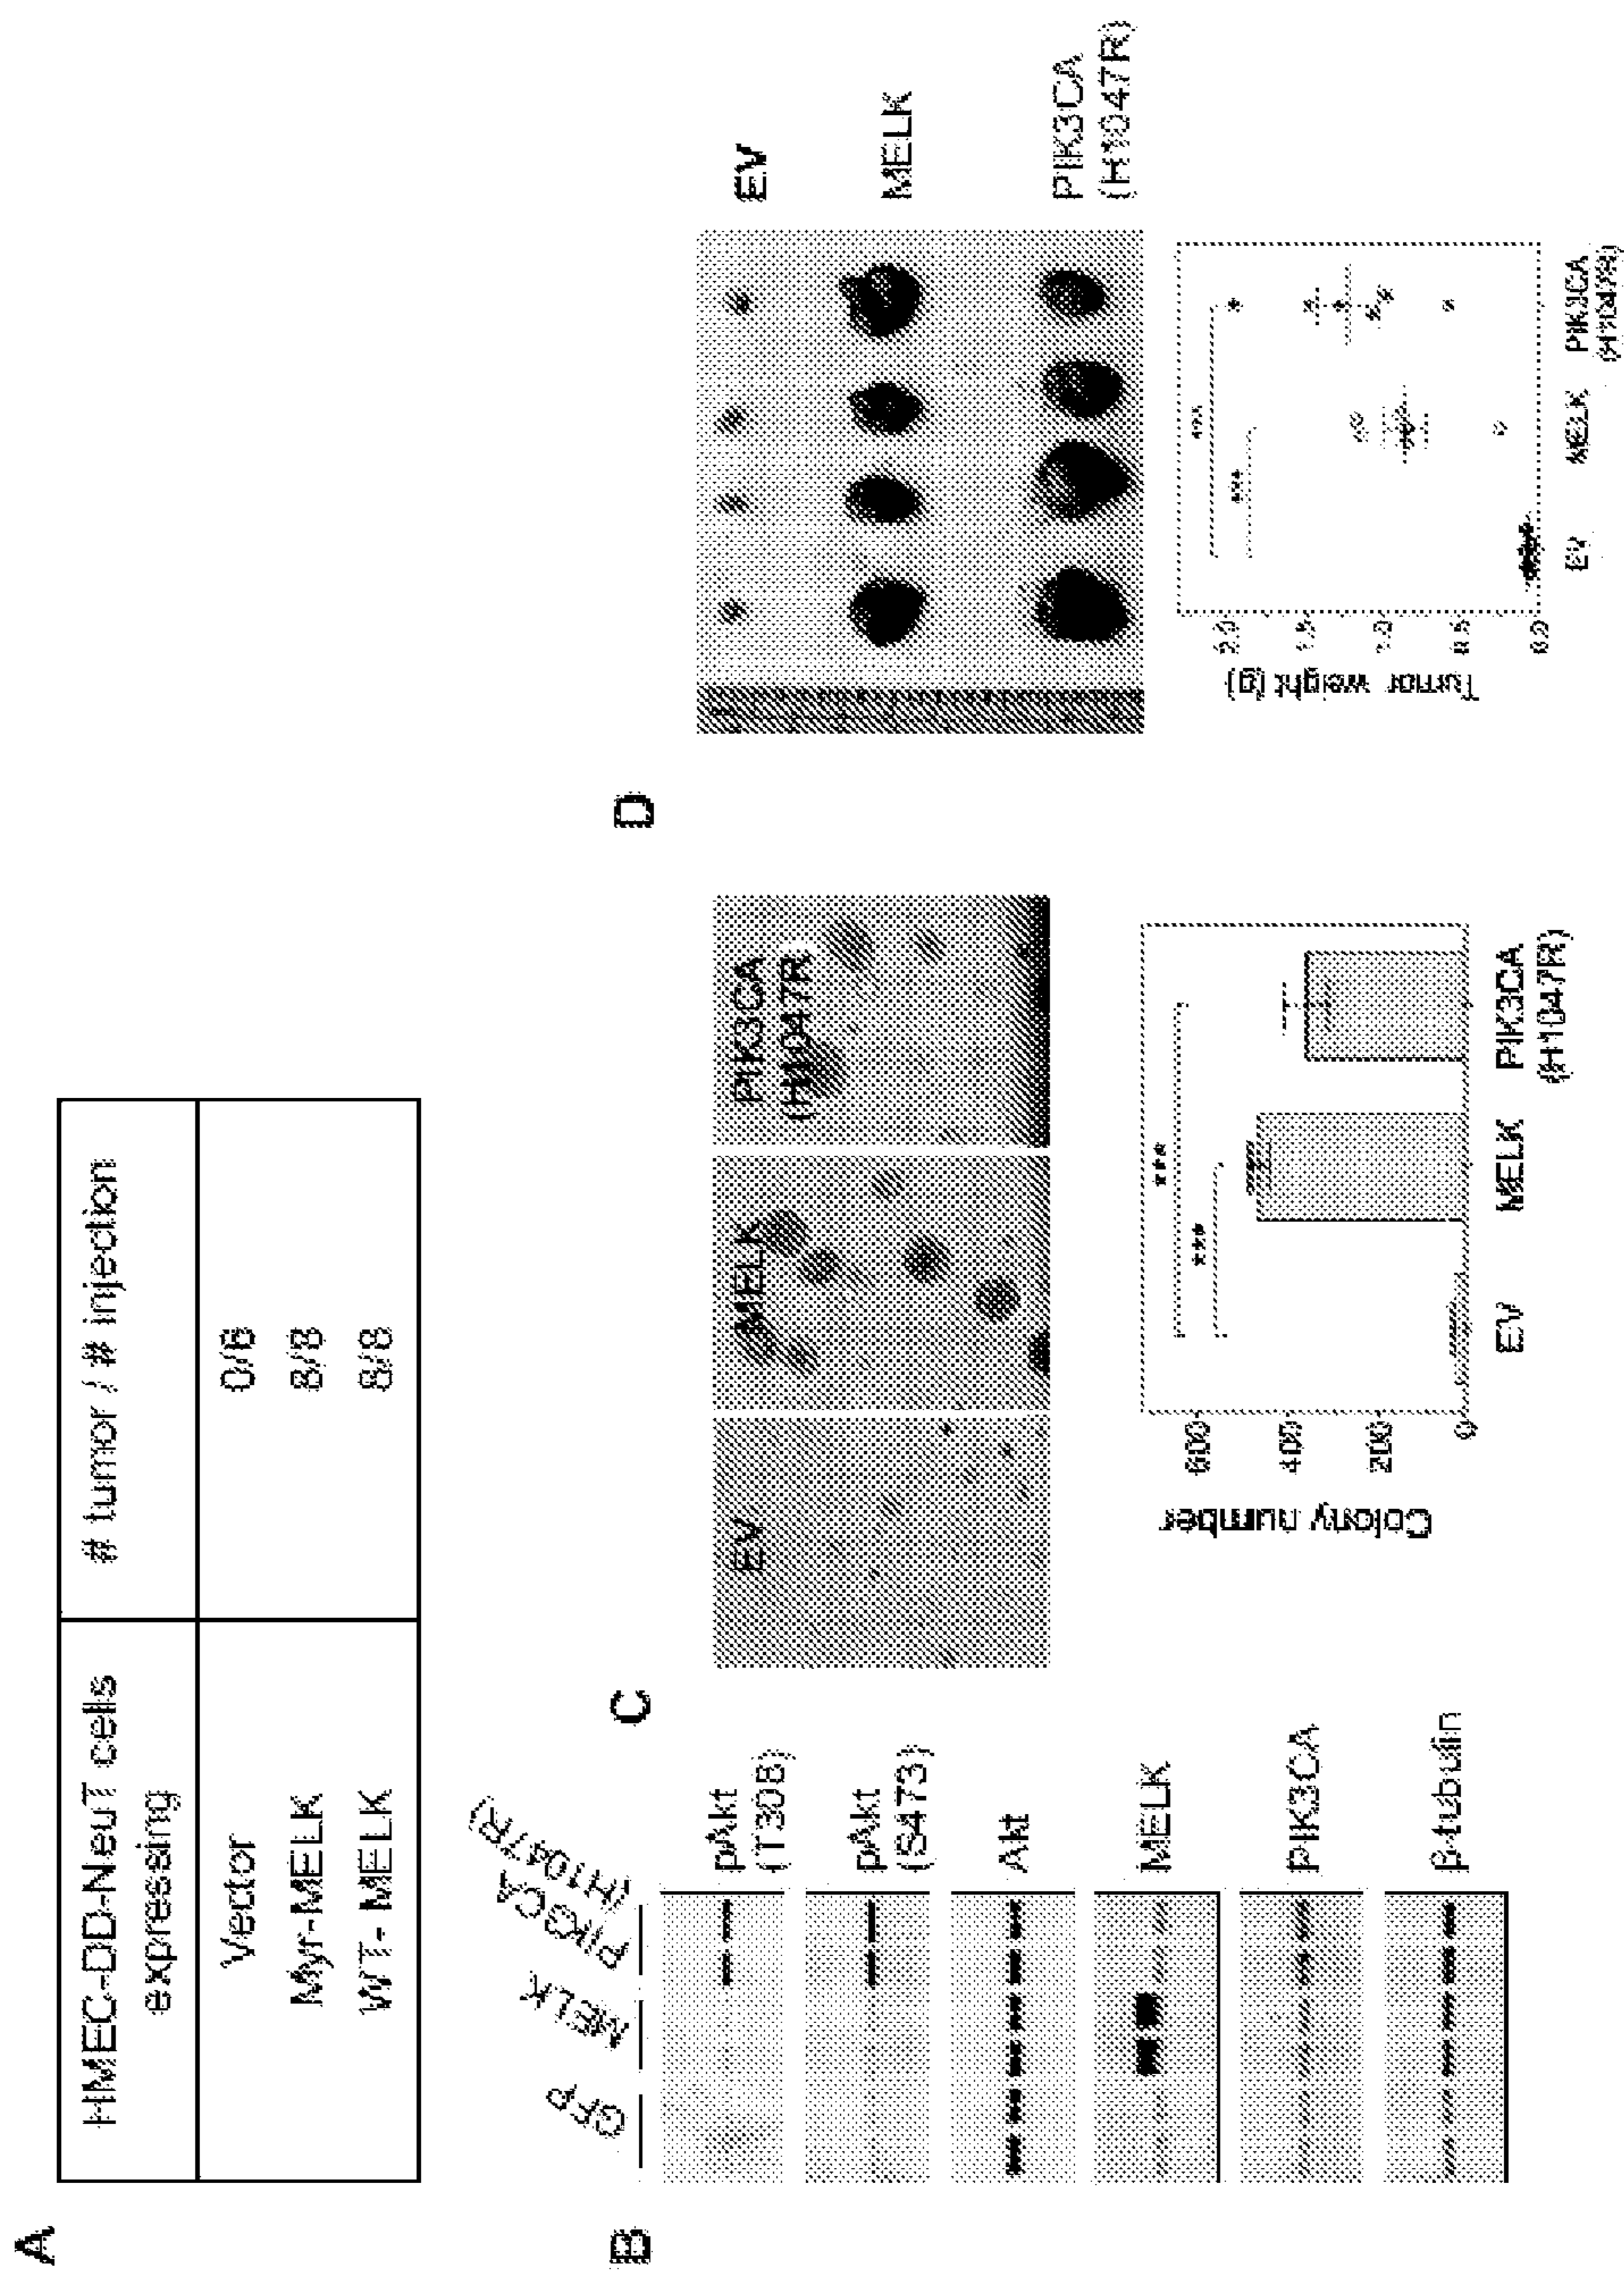 A
HMEC-DD-NeuT cells
expressing
# tumor / # injection
Vector
0/6
Myr-MELK
8/8
WT- MELK
8/8
B
GFP
MELK
PIK3CA
(H1047R)
pAkt
(T308)
pAkt
(S473)
Akt
MELK
PIK3CA
β-tubulin
C
EV
MELK
PIK3CA
(H1047R)
Colony number
600
400
200
0
***
***
EV
MELK
PIK3CA
(H1047R)
D
EV
MELK
PIK3CA
(H1047R)
Tumor weight (g)
2.0
1.5
1.0
0.5
0.0
***
***
EV
MELK
PIK3CA
(H1047R)